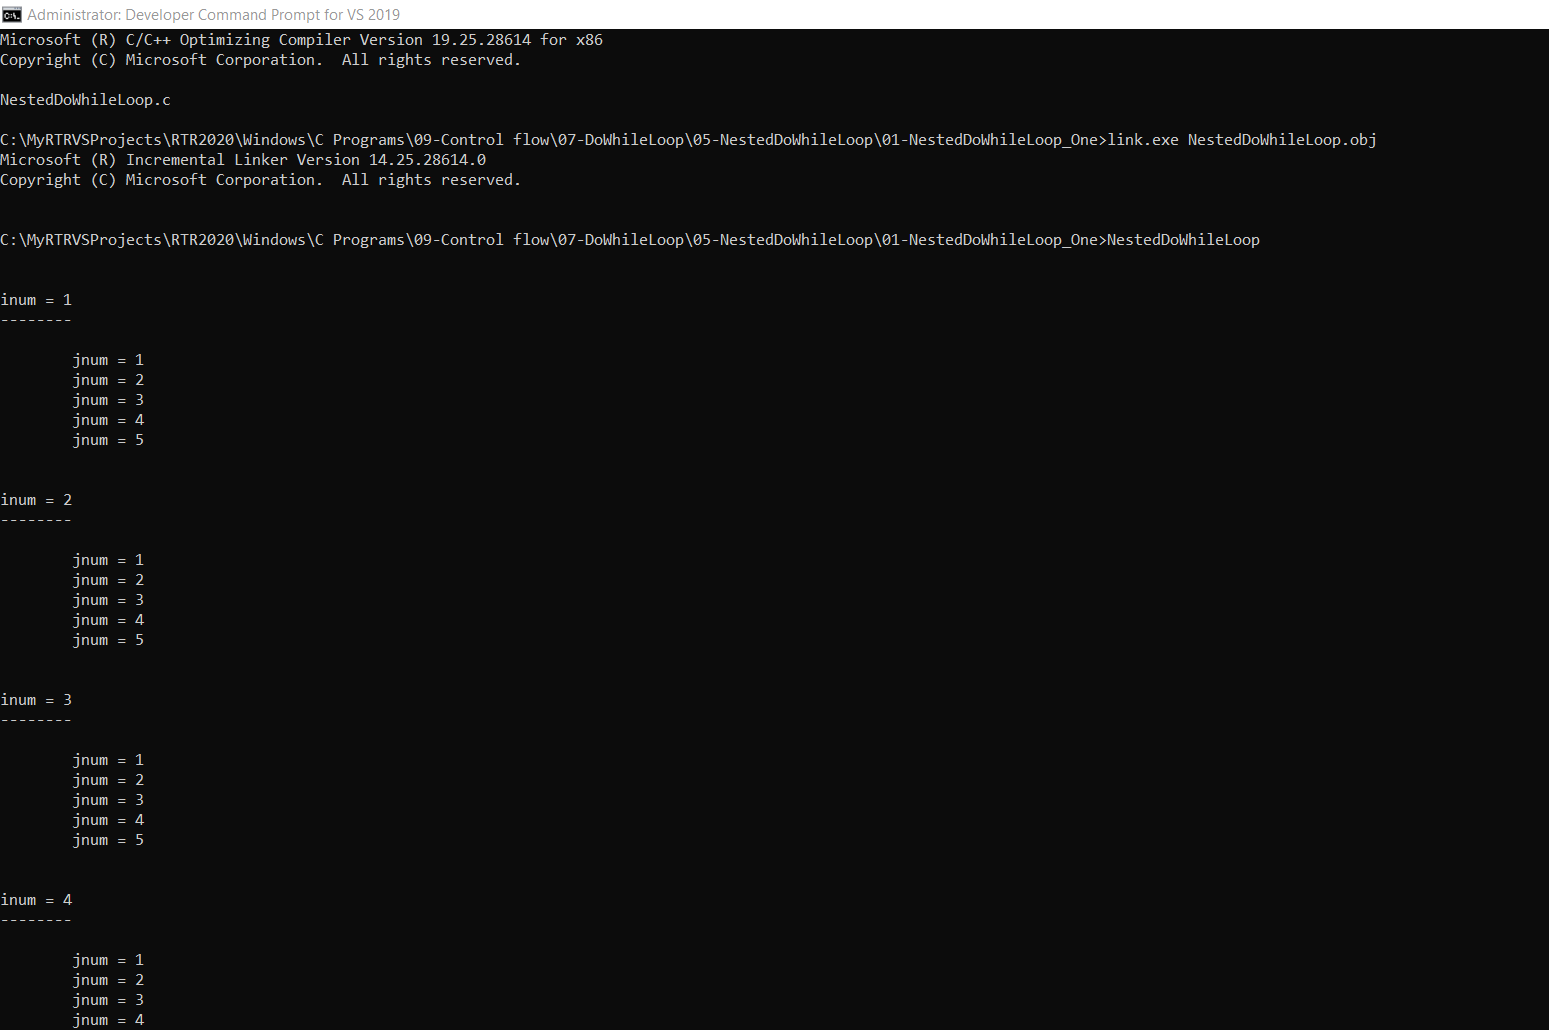 Administrator: Developer Command Prompt for VS 2019
Microsoft (R) C/C++ Optimizing Compiler Version 19.25.28614 for x86
Copyright (C) Microsoft Corporation.  All rights reserved.

NestedDoWhileLoop.c

C:\MyRTRVSProjects\RTR2020\Windows\C Programs\09-Control flow\07-DoWhileLoop\05-NestedDoWhileLoop\01-NestedDoWhileLoop_One>link.exe NestedDoWhileLoop.obj
Microsoft (R) Incremental Linker Version 14.25.28614.0
Copyright (C) Microsoft Corporation.  All rights reserved.


C:\MyRTRVSProjects\RTR2020\Windows\C Programs\09-Control flow\07-DoWhileLoop\05-NestedDoWhileLoop\01-NestedDoWhileLoop_One>NestedDoWhileLoop


inum = 1
--------

        jnum = 1
        jnum = 2
        jnum = 3
        jnum = 4
        jnum = 5


inum = 2
--------

        jnum = 1
        jnum = 2
        jnum = 3
        jnum = 4
        jnum = 5


inum = 3
--------

        jnum = 1
        jnum = 2
        jnum = 3
        jnum = 4
        jnum = 5


inum = 4
--------

        jnum = 1
        jnum = 2
        jnum = 3
        jnum = 4